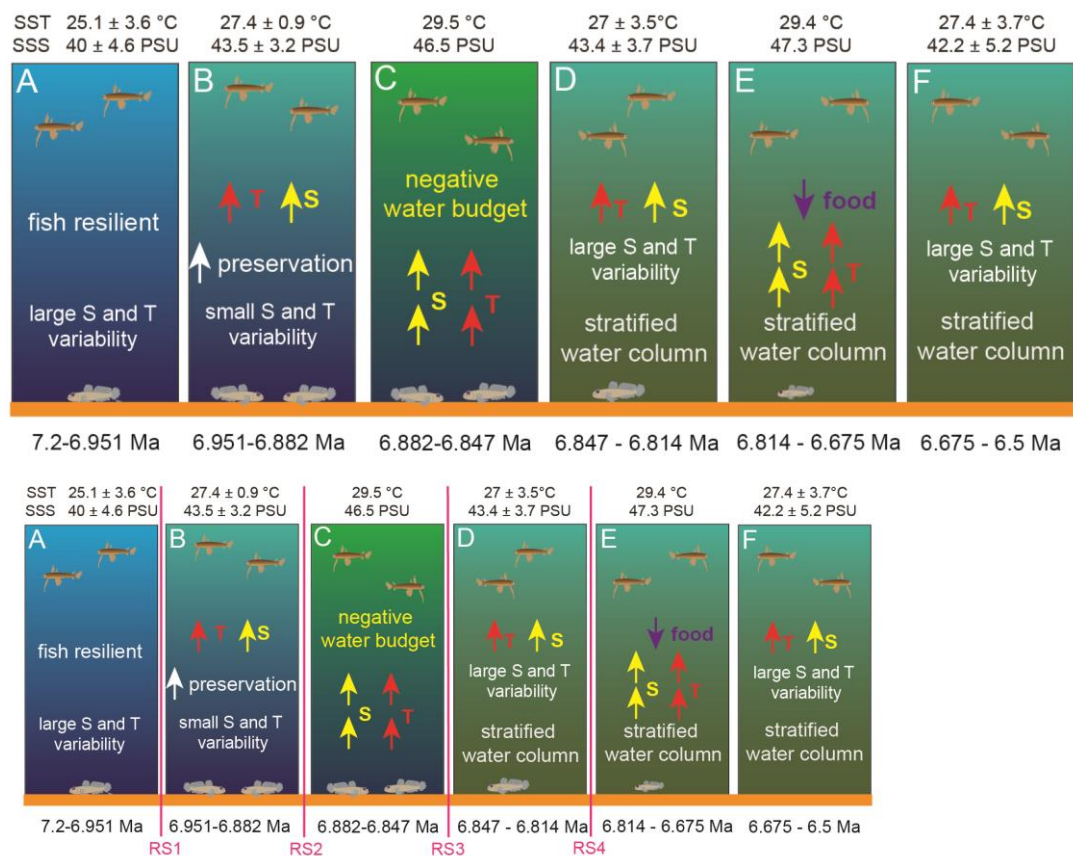 SST 25.1 ± 3.6 °C 27.4 ± 0.9 °C 29.5 °C 27 ± 3.5°C 29.4 °C 27.4 ± 3.7°C
SSS 40 ± 4.6 PSU 43.5 ± 3.2 PSU 46.5 PSU 43.4 ± 3.7 PSU 47.3 PSU 42.2 ± 5.2 PSU
A
fish resilient
large S and T
variability
B
T S
preservation
small S and T
variability
C
negative
water budget
S T
D
T S
large S and T
variability
stratified
water column
E
food
S T
stratified
water column
F
T S
large S and T
variability
stratified
water column
7.2-6.951 Ma 6.951-6.882 Ma 6.882-6.847 Ma 6.847 - 6.814 Ma 6.814 - 6.675 Ma 6.675 - 6.5 Ma
SST 25.1 ± 3.6 °C 27.4 ± 0.9 °C 29.5 °C 27 ± 3.5°C 29.4 °C 27.4 ± 3.7°C
SSS 40 ± 4.6 PSU 43.5 ± 3.2 PSU 46.5 PSU 43.4 ± 3.7 PSU 47.3 PSU 42.2 ± 5.2 PSU
A
fish resilient
large S and T
variability
B
T S
preservation
small S and T
variability
C
negative
water budget
S T
D
T S
large S and T
variability
stratified
water column
E
food
S T
stratified
water column
F
T S
large S and T
variability
stratified
water column
7.2-6.951 Ma 6.951-6.882 Ma 6.882-6.847 Ma 6.847 - 6.814 Ma 6.814 - 6.675 Ma 6.675 - 6.5 Ma
RS1 RS2 RS3 RS4